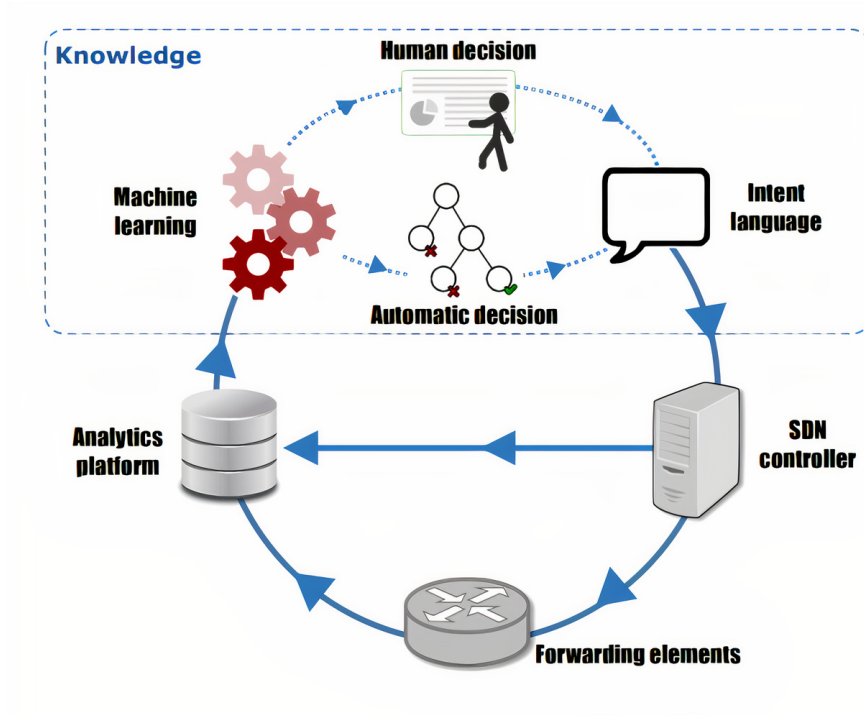 Knowledge
Human decision
Machine
learning
Intent
language
Automatic decision
Analytics
platform
SDN
controller
Forwarding elements